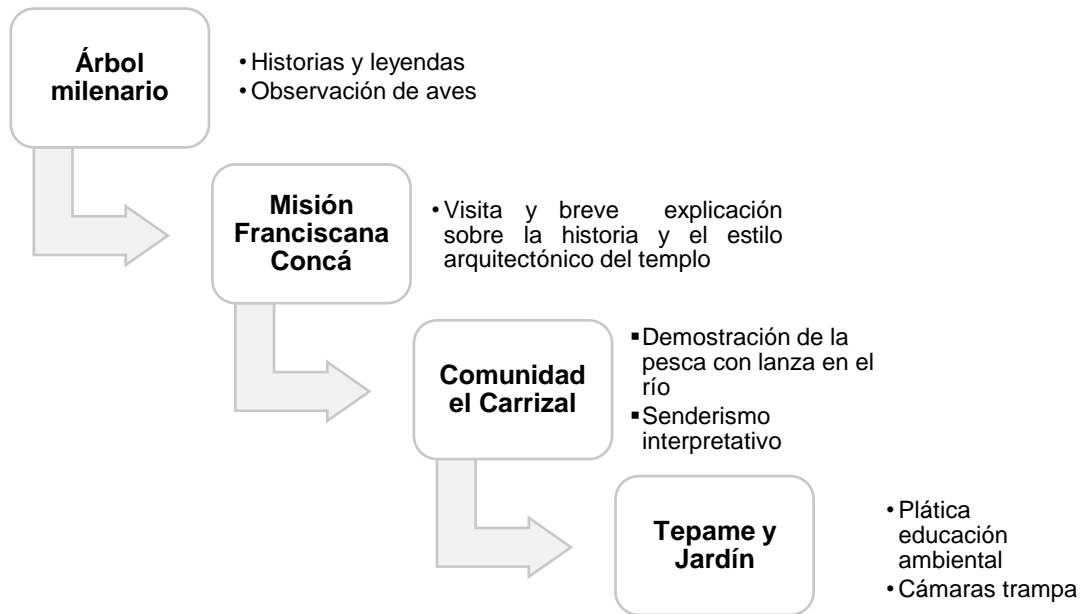 Árbol
milenario
• Historias y leyendas
• Observación de aves
Misión
Franciscana
Concá
• Visita y breve explicación
sobre la historia y el estilo
arquitectónico del templo
Comunidad
el Carrizal
▪ Demostración de la
pesca con lanza en el
río
▪ Senderismo
interpretativo
Tepame y
Jardín
• Plática
educación
ambiental
• Cámaras trampa